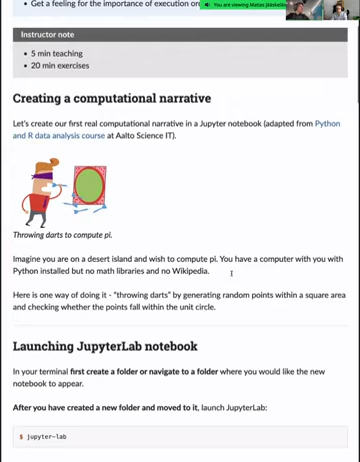 Get a feeling for the importance of execution or
You are viewing Matias Jääskeläin
Instructor note
5 min teaching
20 min exercises
Creating a computational narrative
Let's create our first real computational narrative in a Jupyter notebook (adapted from Python
and R data analysis course at Aalto Science IT).
Throwing darts to compute pi.
Imagine you are on a desert island and wish to compute pi. You have a computer with you with
Python installed but no math libraries and no Wikipedia.
Here is one way of doing it - "throwing darts" by generating random points within a square area
and checking whether the points fall within the unit circle.
Launching JupyterLab notebook
In your terminal first create a folder or navigate to a folder where you would like the new
notebook to appear.
After you have created a new folder and moved to it, launch JupyterLab:
$ jupyter-lab